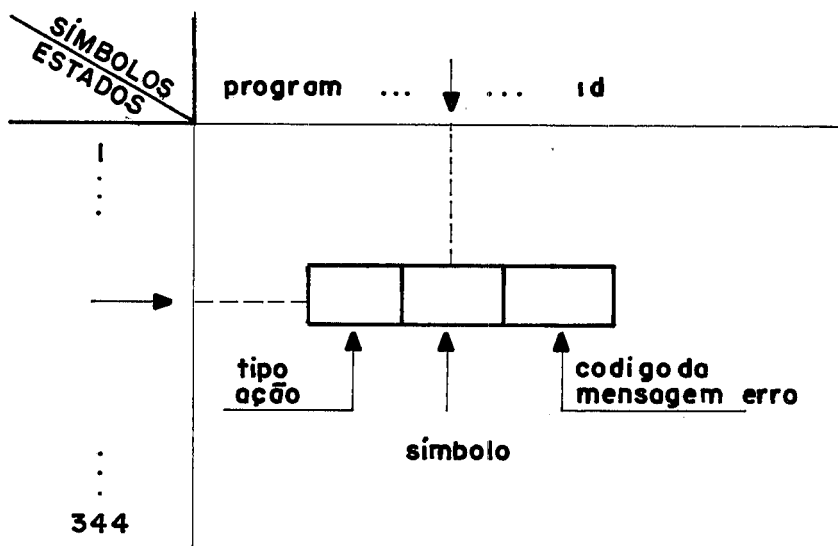 SÍMBOLOS
ESTADOS
program ... ... id
1
tipo
ação
codigo da
mensagem erro
símbolo
344